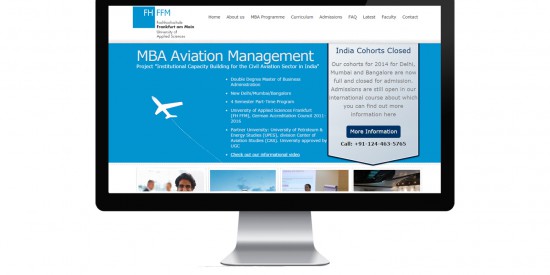 FH FFM
Fachhochschule
Frankfurt am Main
University of
Applied Sciences
Home About us MBA Programme Curriculum Admissions FAQ Latest Faculty Contact
MBA Aviation Management
Project "Institutional Capacity Building for the Civil Aviation Sector in India"
Double Degree Master of Business
Administration
New Delhi/Mumbai/Bangalore
4 Semester Part-Time Program
University of Applied Sciences Frankfurt
(FH FFM), German Accreditation Council 2011-
2016
Partner University- University of Petroleum &
Energy Studies (UPES), division Center of
Aviation Studies (CAS). University approved by
UGC
Check out our informational video
India Cohorts Closed
Our cohorts for 2014 for Delhi,
Mumbai and Bangalore are now
full and closed for admission.
Admissions are still open in our
international course about which
you can find out more
information here
More Information
Call: +91-124-463-5765